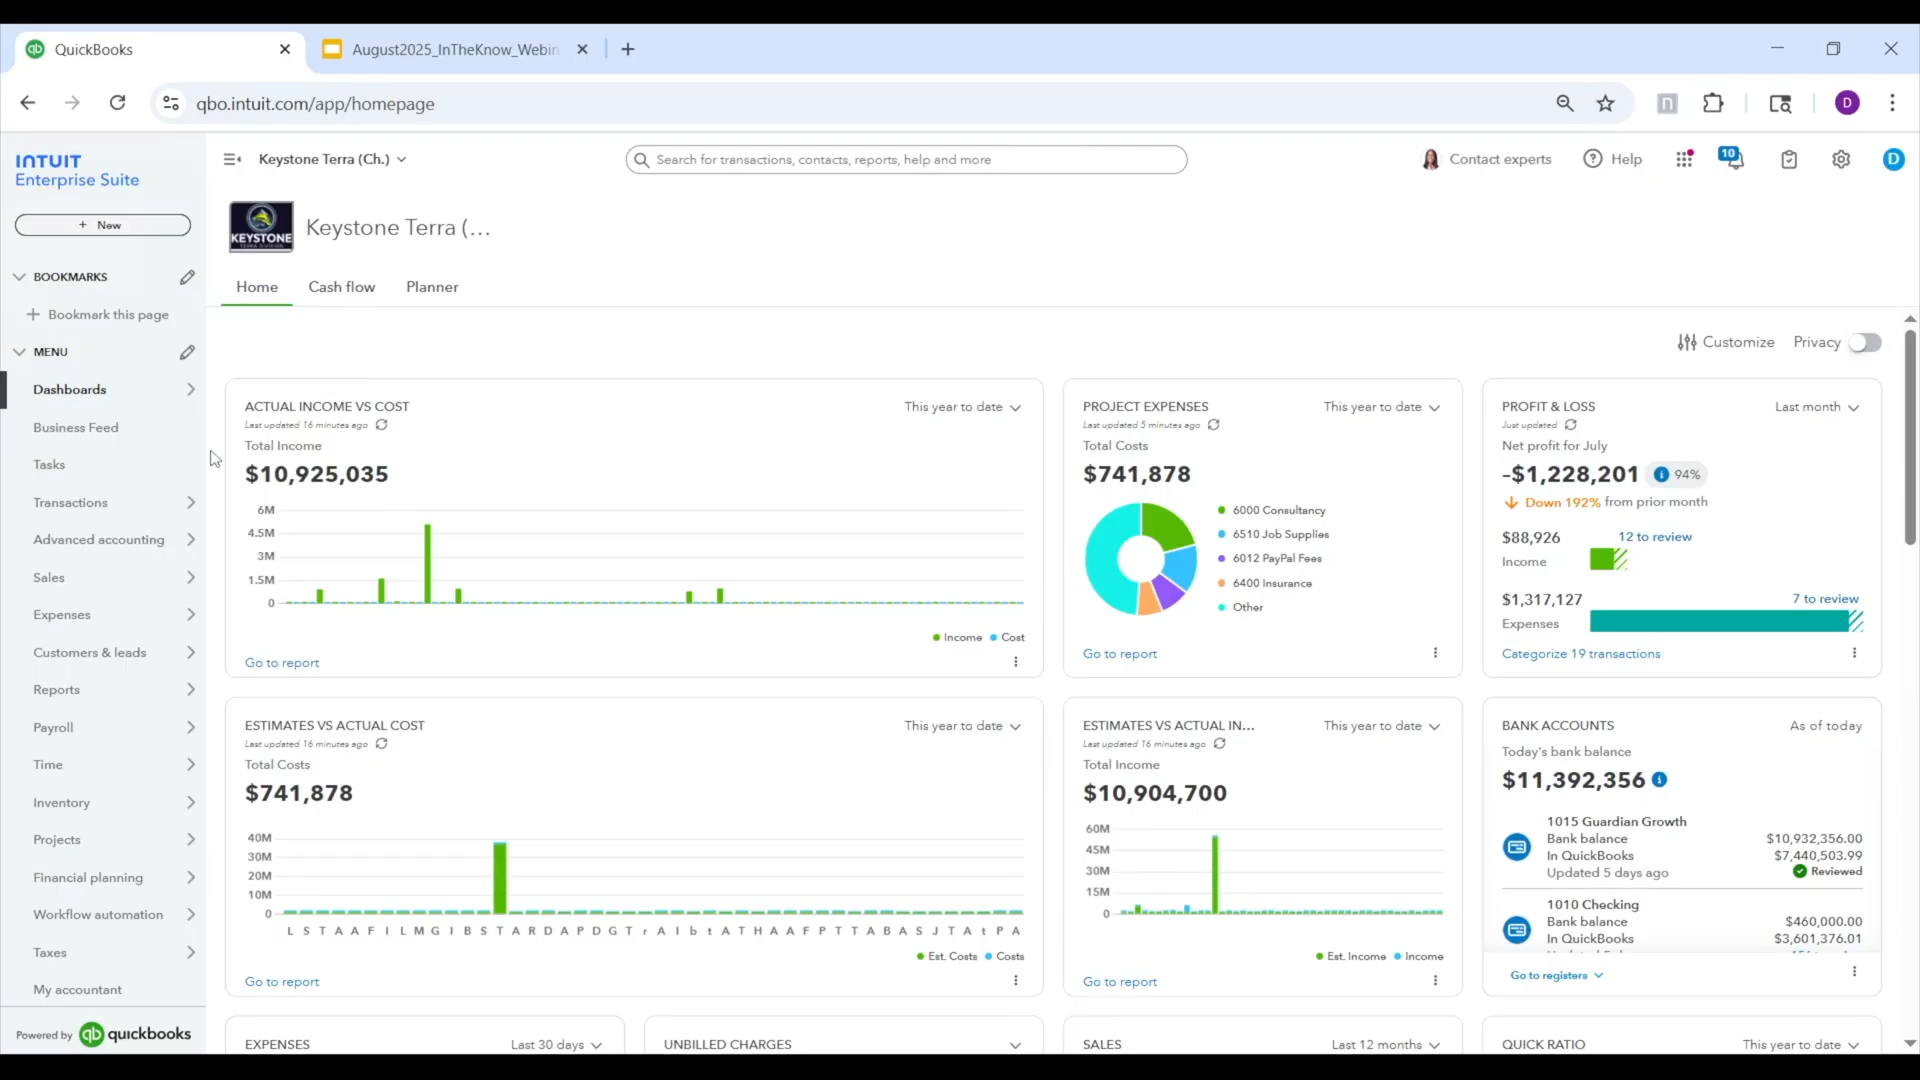 QuickBooks
August2025_InTheKnow_Webin
qbo.intuit.com/app/homepage
D
INTUIT
Enterprise Suite
Keystone Terra (Ch.)
Search for transactions, contacts, reports, help and more
Contact experts
Help
10
D
+ New
KEYSTONE
Keystone Terra (...
BOOKMARKS
Bookmark this page
Home
Cash flow
Planner
MENU
Dashboards
Business Feed
Tasks
Transactions
Advanced accounting
Sales
Expenses
Customers & leads
Reports
Payroll
Time
Inventory
Projects
Financial planning
Workflow automation
Taxes
My accountant
Powered by quickbooks
Customize
Privacy
ACTUAL INCOME VS COST
This year to date
Last updated 16 minutes ago
Total Income
$10,925,035
6M
4.5M
3M
1.5M
0
Income Cost
Go to report
PROJECT EXPENSES
This year to date
Last updated 5 minutes ago
Total Costs
$741,878
6000 Consultancy
6510 Job Supplies
6012 PayPal Fees
6400 Insurance
Other
Go to report
PROFIT & LOSS
Last month
Just updated
Net profit for July
-$1,228,201
94%
Down 192% from prior month
$88,926
12 to review
Income
$1,317,127
7 to review
Expenses
Categorize 19 transactions
ESTIMATES VS ACTUAL COST
This year to date
Last updated 16 minutes ago
Total Costs
$741,878
40M
30M
20M
10M
0
L S T A A F I L M G I B S T A R D A P D G T r A I b t A T H A A F P T T A B A S J T A t P A
Est. Costs Costs
Go to report
ESTIMATES VS ACTUAL IN...
This year to date
Last updated 16 minutes ago
Total Income
$10,904,700
60M
45M
30M
15M
0
Est. Income Income
Go to report
BANK ACCOUNTS
As of today
Today's bank balance
$11,392,356
1015 Guardian Growth
Bank balance
$10,932,356.00
In QuickBooks
$7,440,503.99
Updated 5 days ago
Reviewed
1010 Checking
Bank balance
$460,000.00
In QuickBooks
$3,601,376.01
Go to registers
EXPENSES
Last 30 days
UNBILLED CHARGES
SALES
Last 12 months
QUICK RATIO
This year to date